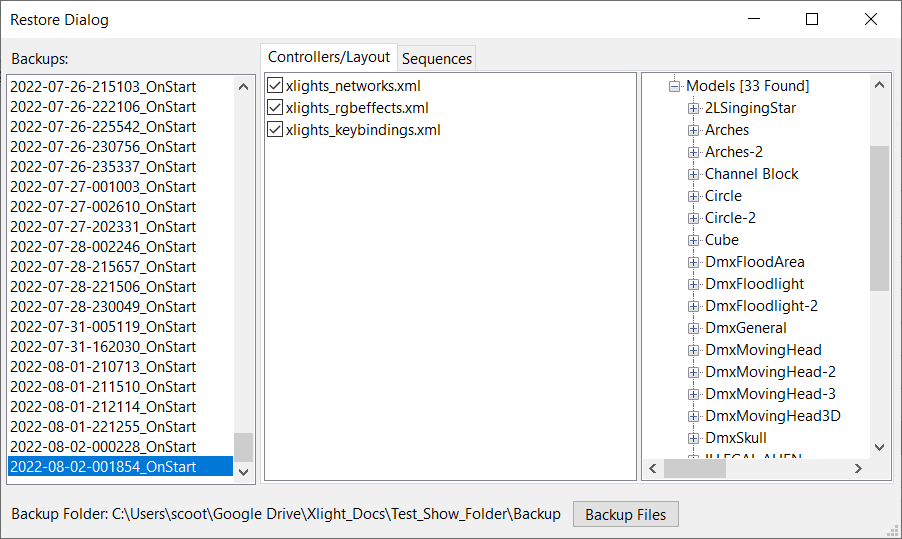 Restore Dialog
Backups:
2022-07-26-215103_OnStart
2022-07-26-222106_OnStart
2022-07-26-225542_OnStart
2022-07-26-230756_OnStart
2022-07-26-235337_OnStart
2022-07-27-001003_OnStart
2022-07-27-002610_OnStart
2022-07-27-202331_OnStart
2022-07-28-002246_OnStart
2022-07-28-215657_OnStart
2022-07-28-221506_OnStart
2022-07-28-230049_OnStart
2022-07-31-005119_OnStart
2022-07-31-162030_OnStart
2022-08-01-210713_OnStart
2022-08-01-211510_OnStart
2022-08-01-212114_OnStart
2022-08-01-221255_OnStart
2022-08-02-000228_OnStart
2022-08-02-001854_OnStart
Controllers/Layout Sequences
xlights_networks.xml
xlights_rgbeffects.xml
xlights_keybindings.xml
Models [33 Found]
2LSingingStar
Arches
Arches-2
Channel Block
Circle
Circle-2
Cube
DmxFloodArea
DmxFloodlight
DmxFloodlight-2
DmxGeneral
DmxMovingHead
DmxMovingHead-2
DmxMovingHead-3
DmxMovingHead3D
DmxSkull
Backup Folder: C:\Users\scoot\Google Drive\Xlight_Docs\Test_Show_Folder\Backup
Backup Files